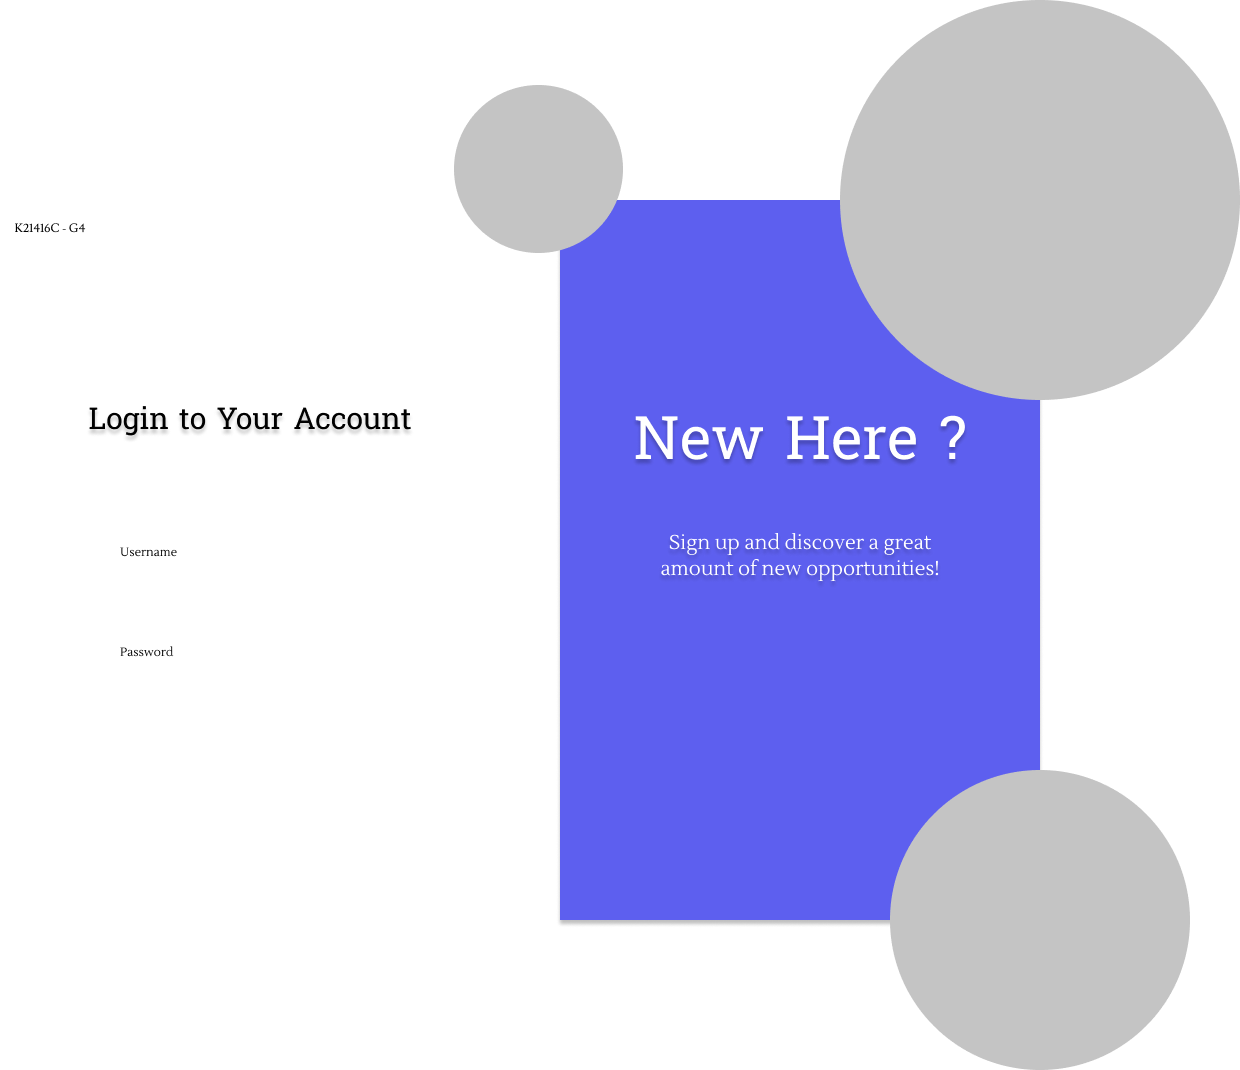 K21416C - G4
Login to Your Account
Username
Password
New Here ?
Sign up and discover a great
amount of new opportunities!